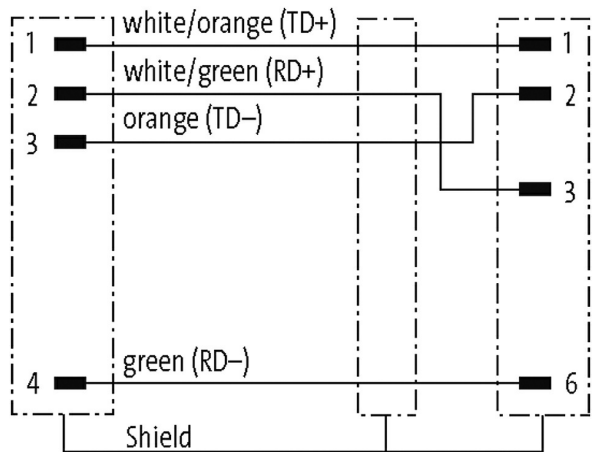 1 white/orange (TD+) 1
2 white/green (RD+) 2
3 orange (TD–)
3
4 green (RD–) 6
Shield